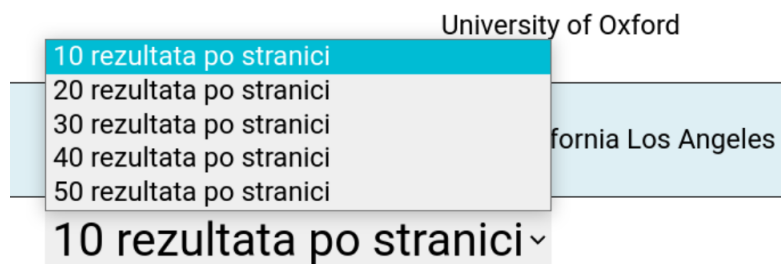 University of Oxford
10 rezultata po stranici
20 rezultata po stranici
30 rezultata po stranici
fornia Los Angeles
40 rezultata po stranici
50 rezultata po stranici
10 rezultata po stranici